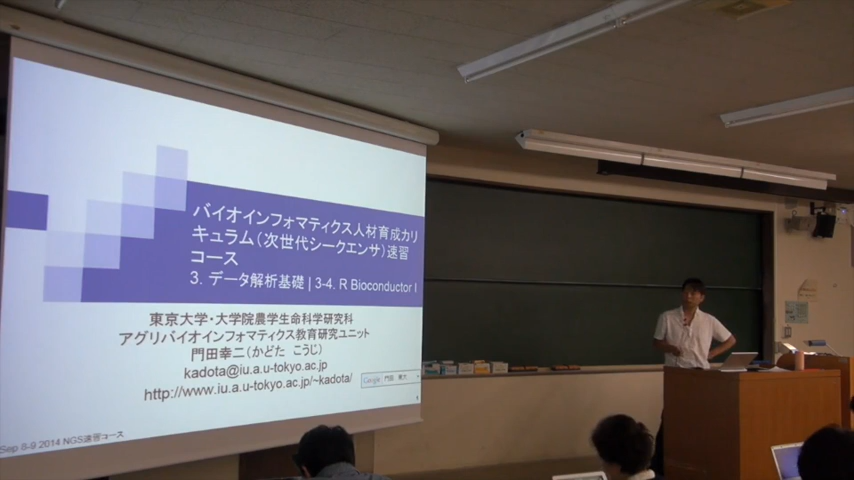 バイオインフォマティクス人材育成カリ
キュラム(次世代シークエンサ)速習
コース
3. データ解析基礎 | 3-4. R Bioconductor I
東京大学・大学院農学生命科学研究科
アグリバイオインフォマティクス教育研究ユニット
門田幸二(かどた こうじ)
kadota@iu.a.u-tokyo.ac.jp
http://www.iu.a.u-tokyo.ac.jp/~kadota/
Google 門田 東大
Sep 8-9 2014 NGS速習コース